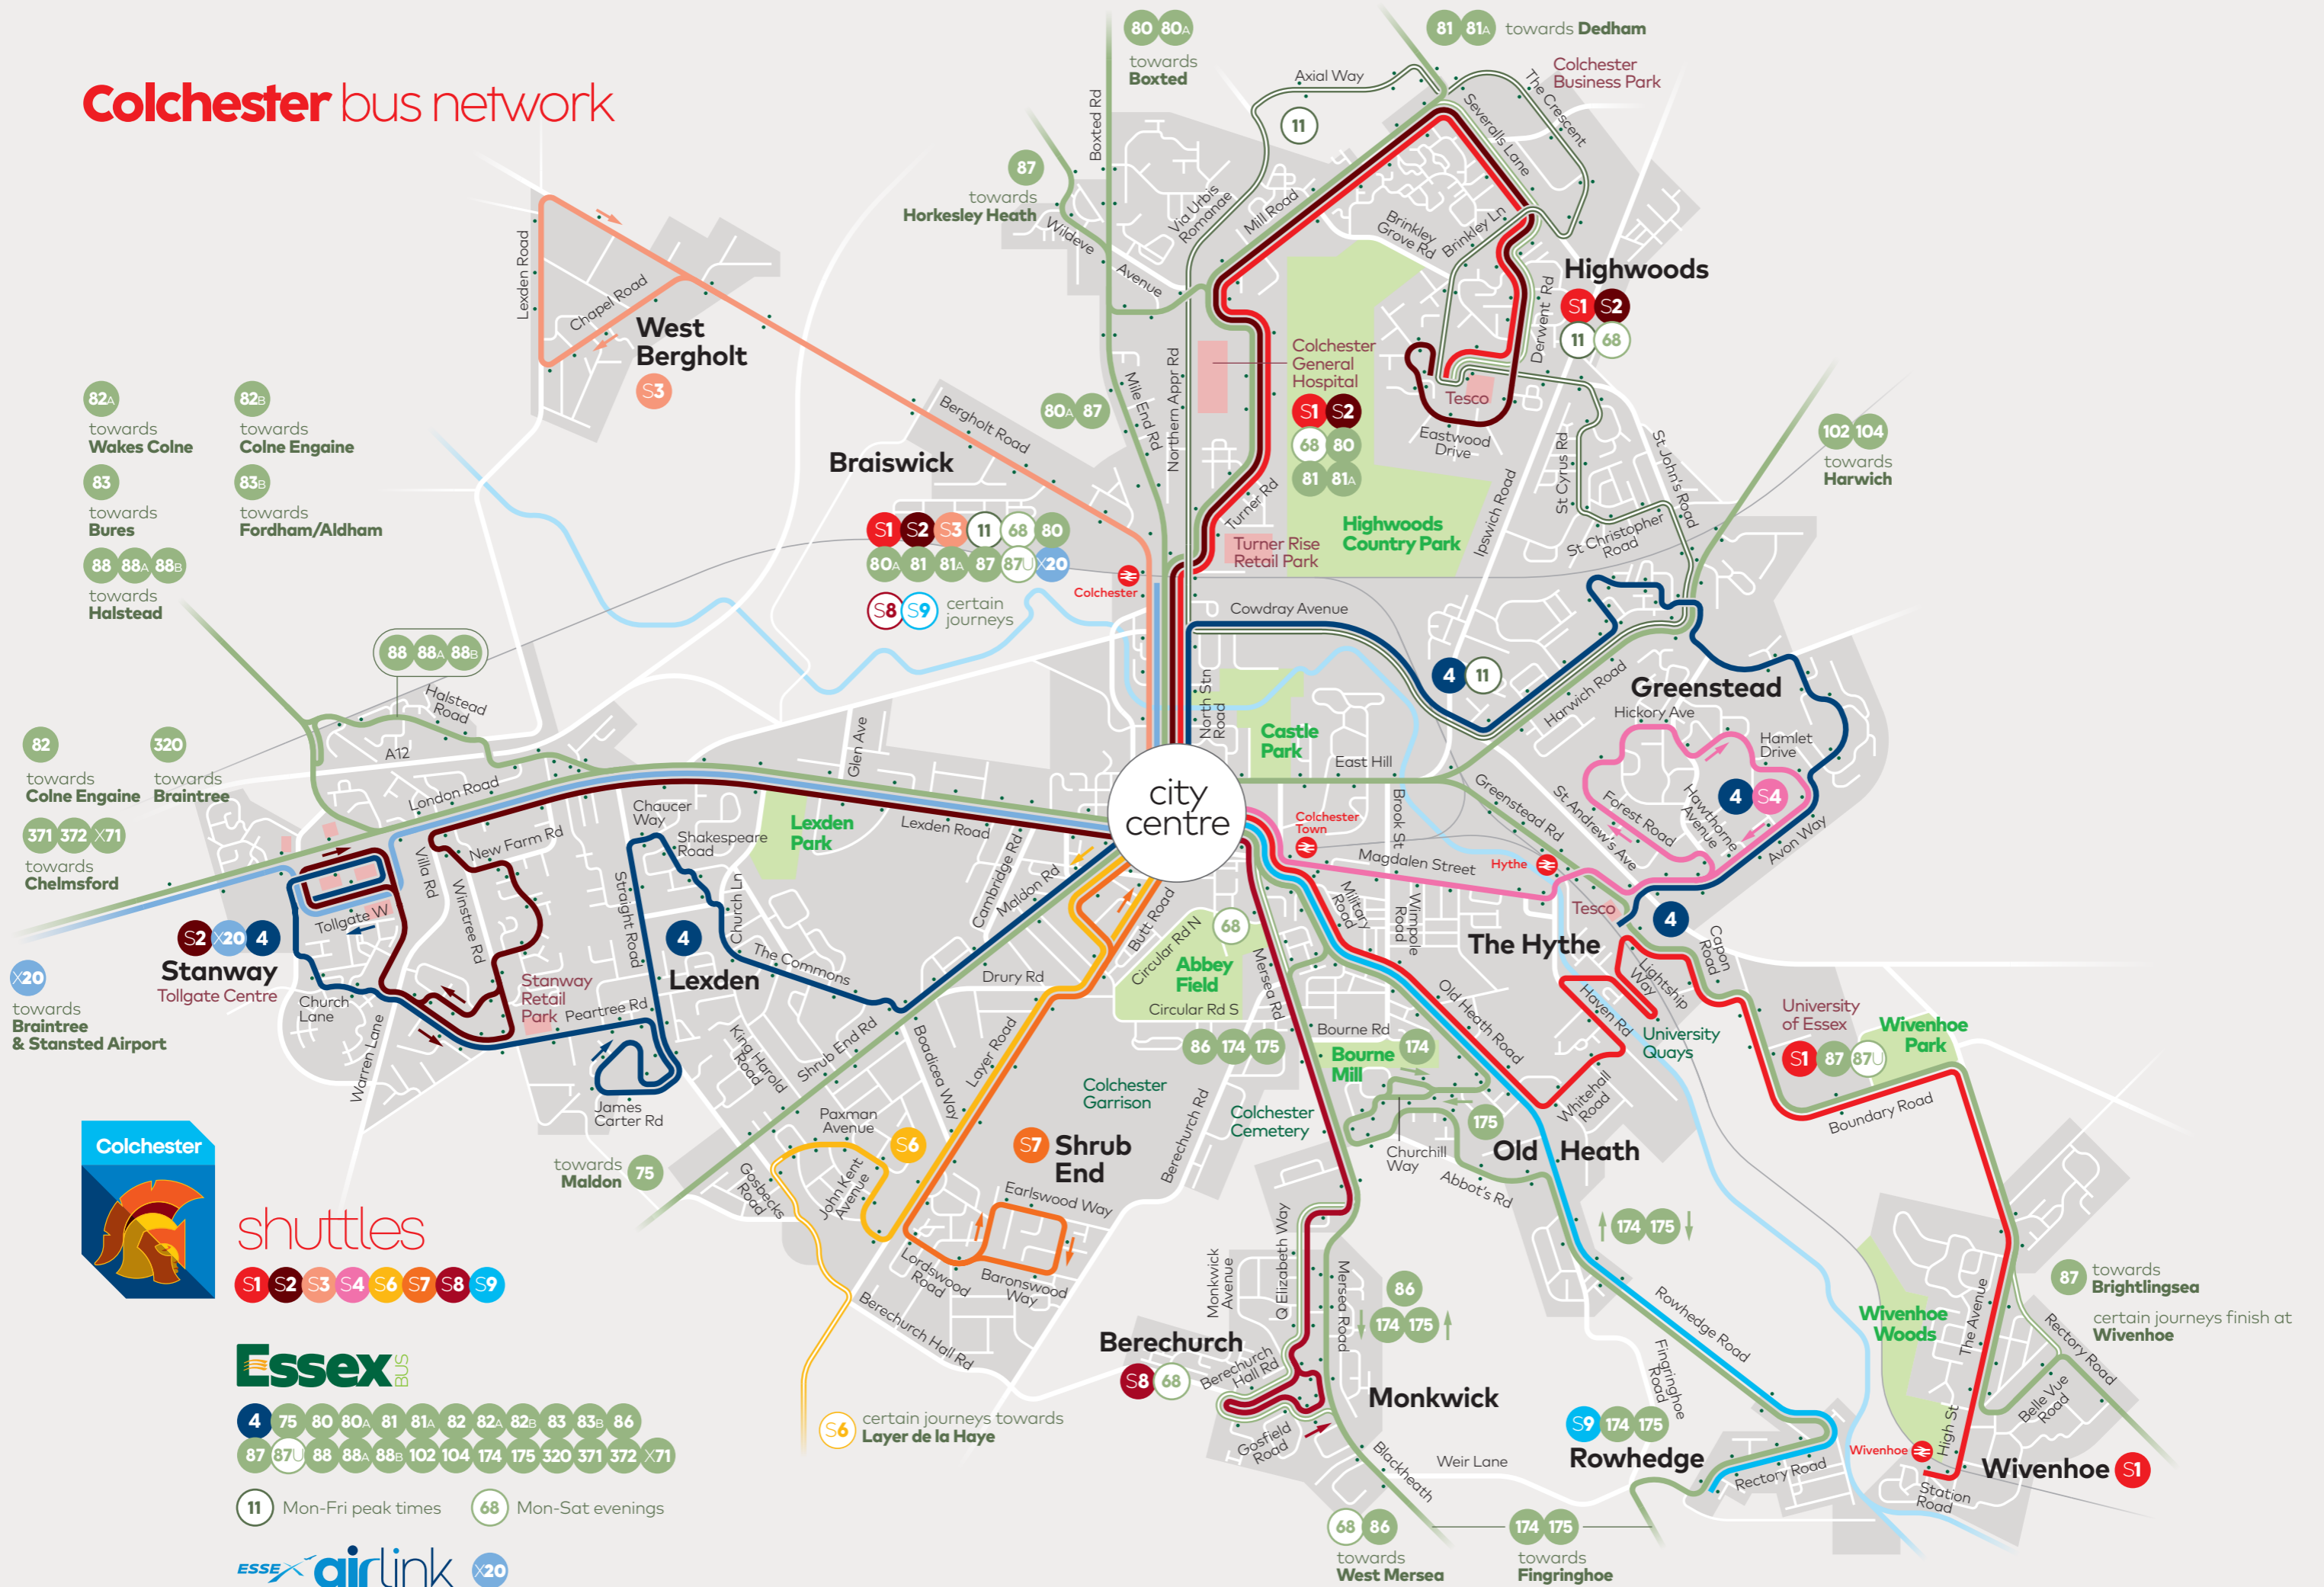 Colchester bus network
80 80A
towards
Boxted
81 81A towards Dedham
Colchester
Business Park
Axial Way
The Crescent
Severalls Lane
11
Boxted Rd
87
towards
Horkesley Heath
Wildeve
Avenue
Via Urbis
Romanae
Mill Road
Brinkley
Grove Rd
Brinkley Ln
Highwoods
S1 S2
11 68
Derwent Rd
Lexden Road
Chapel Road
West
Bergholt
S3
Colchester
General
Hospital
S1 S2
68 80
81 81A
Tesco
Eastwood
Drive
80A 87
Mile End Rd
Northern Appr Rd
Bergholt Road
Braiswick
S1 S2 S3 11 68 80
80A 81 81A 87 87U X20
S8 S9 certain
journeys
Colchester
Turner Rd
Turner Rise
Retail Park
Highwoods
Country Park
Ipswich Road
St Cyrus Rd
St John's Road
St Christopher
Road
102 104
towards
Harwich
82A
towards
Wakes Colne
82B
towards
Colne Engaine
83
towards
Bures
83B
towards
Fordham/Aldham
88 88A 88B
towards
Halstead
88 88A 88B
Halstead
Road
A12
London Road
82
towards
Colne Engaine
320
towards
Braintree
371 372 X71
towards
Chelmsford
Cowdray Avenue
4 11
Harwich Road
North Stn
Road
Castle
Park
East Hill
Greenstead
Hickory Ave
Hamlet
Drive
4 S4
Hawthorne
Avenue
Forest Road
Avon Way
St Andrew's Ave
Greenstead Rd
Brook St
city
centre
Colchester
Town
Magdalen Street
Hythe
Tesco
4
The Hythe
Military
Road
Wimpole
Road
Glen Ave
Lexden
Park
Lexden Road
Cambridge Rd
Maldon Rd
Butt Road
Chaucer
Way
Shakespeare
Road
Church Ln
Straight Road
4
Lexden
The Commons
New Farm Rd
Villa Rd
Winstree Rd
Tollgate W
S2 X20 4
Stanway
Tollgate Centre
Church
Lane
Warren Lane
Stanway
Retail
Park
Peartree Rd
James
Carter Rd
X20
towards
Braintree
& Stansted Airport
King Harold
Road
Shrub End Rd
Boadicea Way
Layer Road
Drury Rd
Circular Rd N
68
Abbey
Field
Circular Rd S
Mersea Rd
86 174 175
Colchester
Garrison
Colchester
Cemetery
Bourne Rd
Bourne
Mill
174
175
Churchill
Way
Abbot's Rd
Old Heath Road
Haven Rd
Whitehall
Road
Lightship
Way
Capon
Road
University
Quays
University
of Essex
S1 87 87U
Wivenhoe
Park
Boundary Road
Old Heath
174 175
Paxman
Avenue
S6
John Kent
Avenue
Gosbecks
Road
towards
Maldon 75
S7 Shrub
End
Earlswood Way
Baronswood
Way
Lordswood
Road
Berechurch Hall Rd
Berechurch Rd
Colchester
shuttles
S1 S2 S3 S4 S6 S7 S8 S9
Essex BUS
4 75 80 80A 81 81A 82 82A 82B 83 83B 86
87 87U 88 88A 88B 102 104 174 175 320 371 372 X71
11 Mon-Fri peak times
68 Mon-Sat evenings
ESSEX airlink X20
S6 certain journeys towards
Layer de la Haye
Monkwick
Avenue
Q Elizabeth Way
Mersea Road
86
174 175
Berechurch
S8 68
Berechurch
Hall Rd
Gosfield
Road
Monkwick
Blackheath
Weir Lane
68 86
towards
West Mersea
174 175
towards
Fingringhoe
S9 174 175
Rowhedge
Fingringhoe
Road
Rowhedge Road
Rectory Road
Wivenhoe
Woods
The Avenue
High St
Wivenhoe
Station
Road
Wivenhoe S1
Belle Vue
Road
Rectory Road
87 towards
Brightlingsea
certain journeys finish at
Wivenhoe